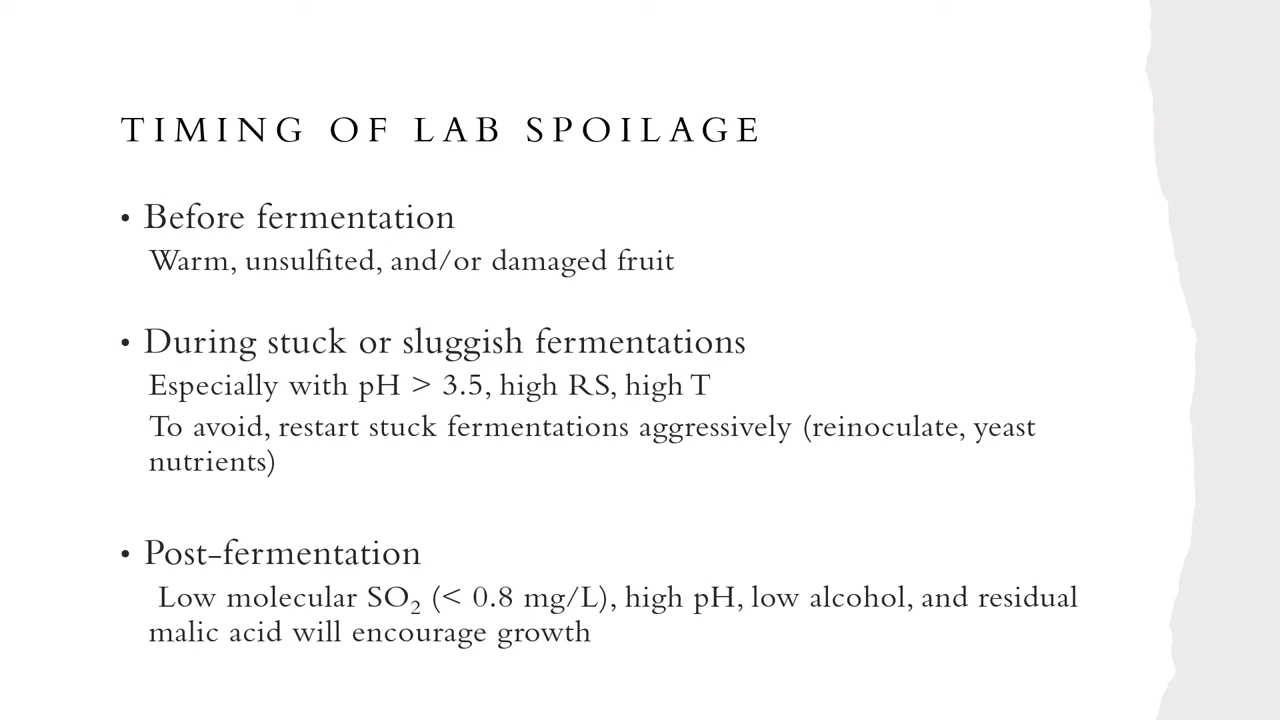 TIMING OF LAB SPOILAGE
• Before fermentation
Warm, unsulfited, and/or damaged fruit
• During stuck or sluggish fermentations
Especially with pH > 3.5, high RS, high T
To avoid, restart stuck fermentations aggressively (reinoculate, yeast
nutrients)
• Post-fermentation
Low molecular SO₂ (< 0.8 mg/L), high pH, low alcohol, and residual
malic acid will encourage growth